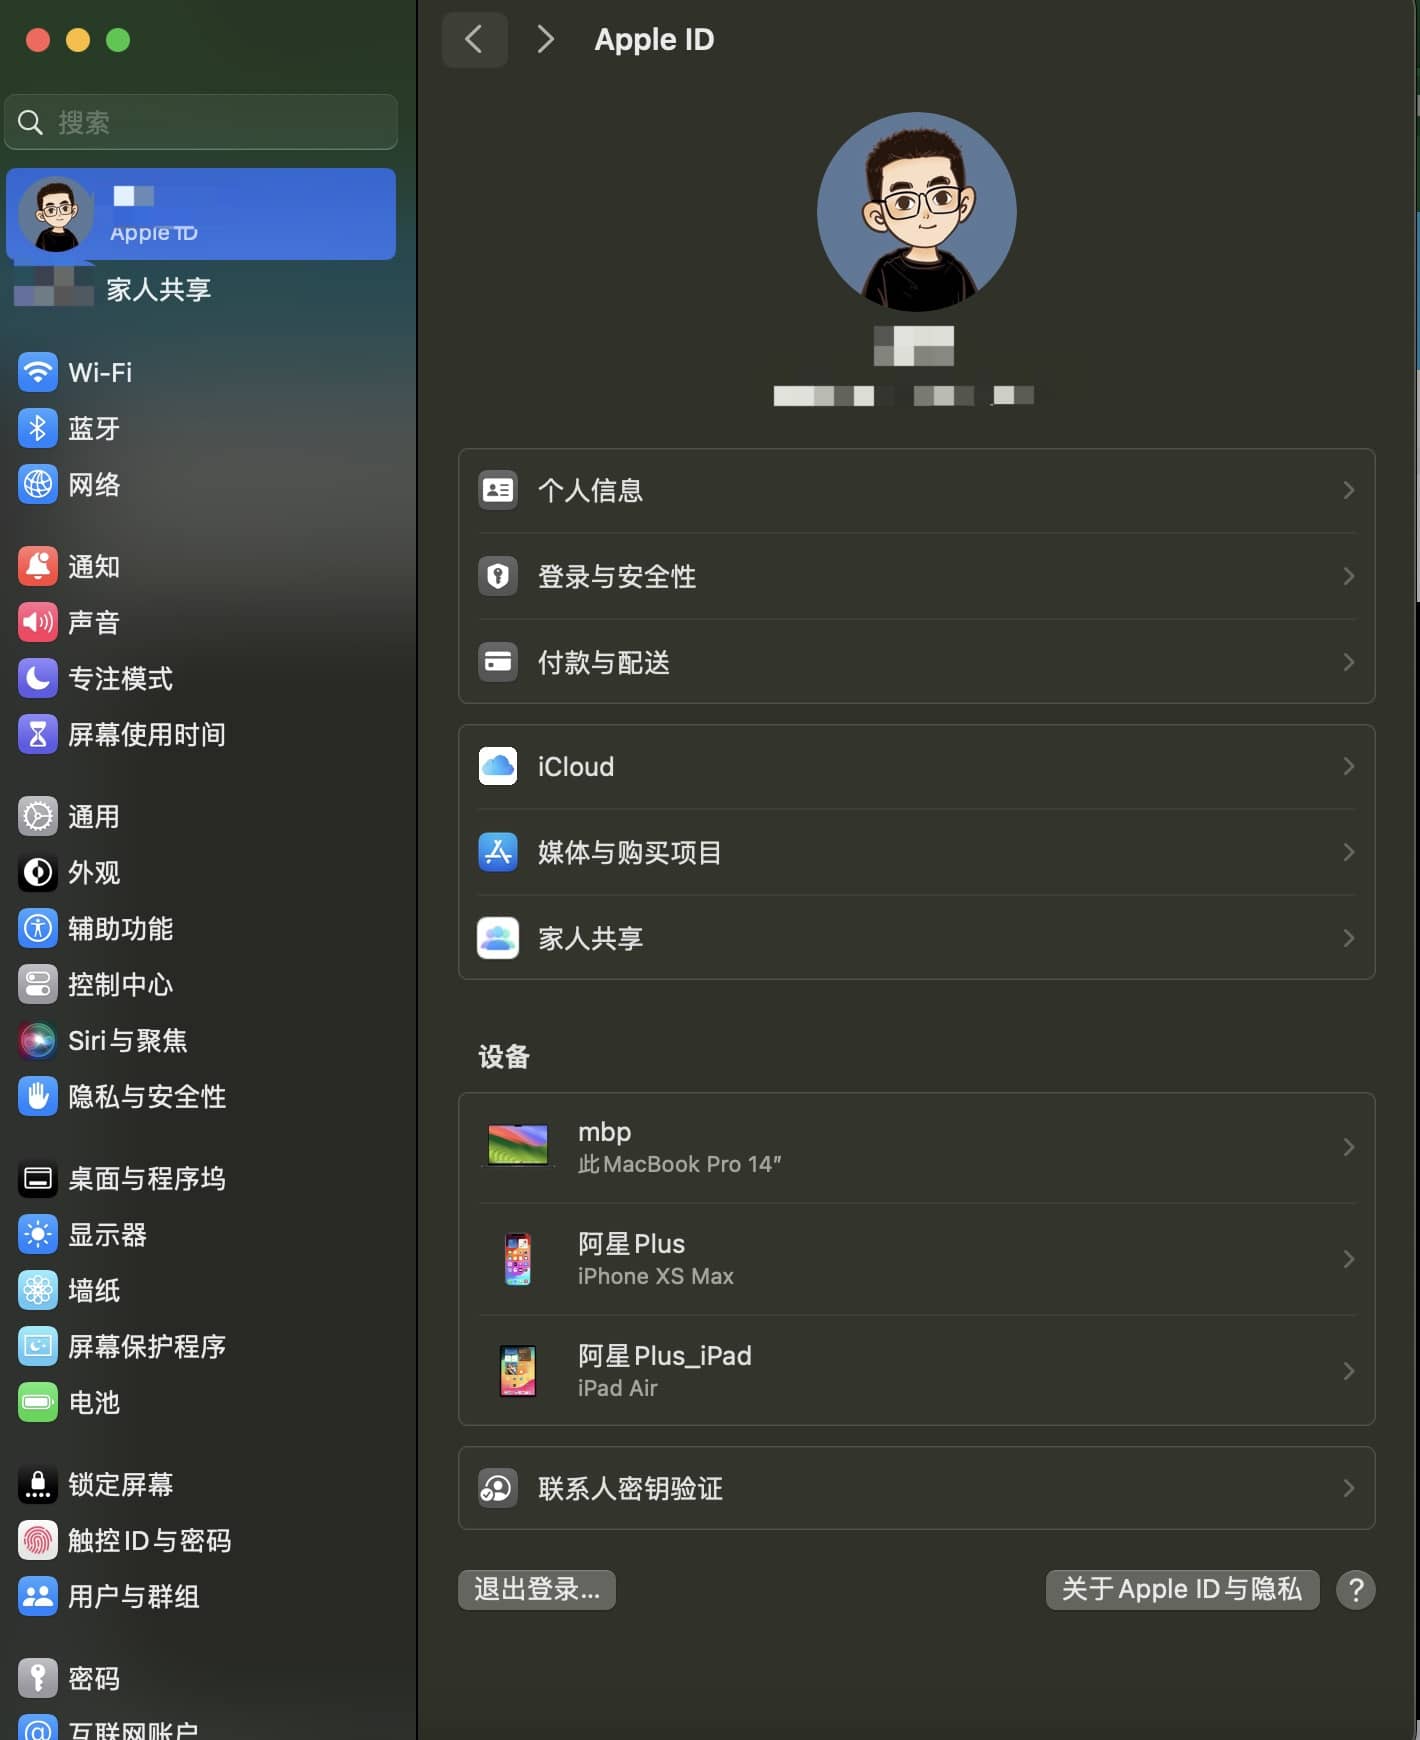 搜索
Apple ID
家人共享
Wi-Fi
蓝牙
网络
通知
声音
专注模式
屏幕使用时间
通用
外观
辅助功能
控制中心
Siri与聚焦
隐私与安全性
桌面与程序坞
显示器
墙纸
屏幕保护程序
电池
锁定屏幕
触控ID与密码
用户与群组
密码
互联网账户
Apple ID
个人信息
登录与安全性
付款与配送
iCloud
媒体与购买项目
家人共享
设备
mbp
此MacBook Pro 14″
阿星Plus
iPhone XS Max
阿星Plus_iPad
iPad Air
联系人密钥验证
退出登录...
关于Apple ID与隐私
?